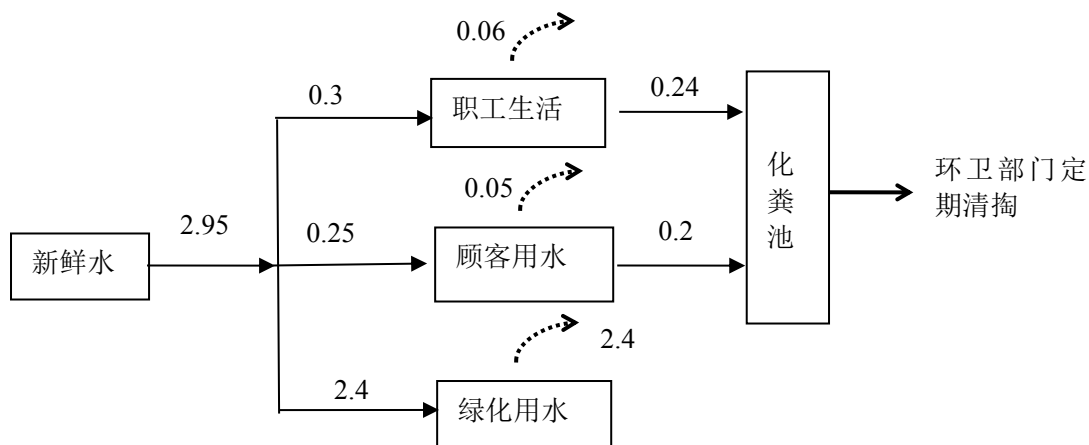 0.06
0.3
职工生活
0.24
化粪池
环卫部门定
期清掏
0.05
2.95
0.25
顾客用水
0.2
新鲜水
2.4
2.4
绿化用水